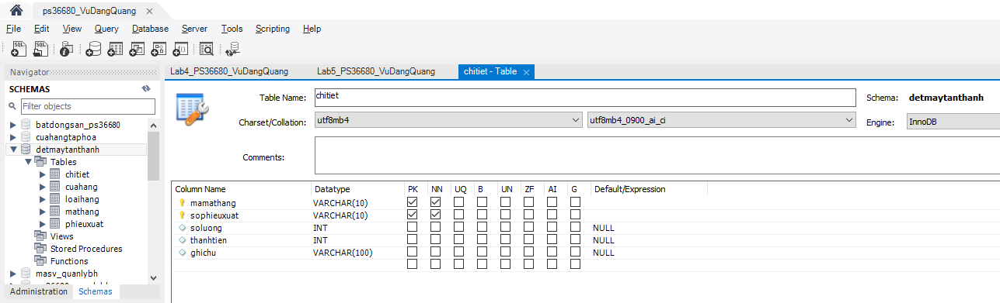 ps36680_VuDangQuang ×
File Edit View Query Database Server Tools Scripting Help
Navigator
SCHEMAS
Filter objects
batdongsan_ps36680
cuahangtaphoa
detmaytanthanh
Tables
chitiet
cuahang
loaihang
mathang
phieuxuat
Views
Stored Procedures
Functions
masv_quanlybh
Administration Schemas
Lab4_PS36680_VuDangQuang Lab5_PS36680_VuDangQuang chitiet - Table ×
Table Name: chitiet Schema: detmaytanthanh
Charset/Collation: utf8mb4 utf8mb4_0900_ai_ci Engine: InnoDB
Comments:
Column Name Datatype PK NN UQ B UN ZF AI G Default/Expression
mamathang VARCHAR(10)
sophieuxuat VARCHAR(10)
soluong INT NULL
thanhtien INT NULL
ghichu VARCHAR(100) NULL